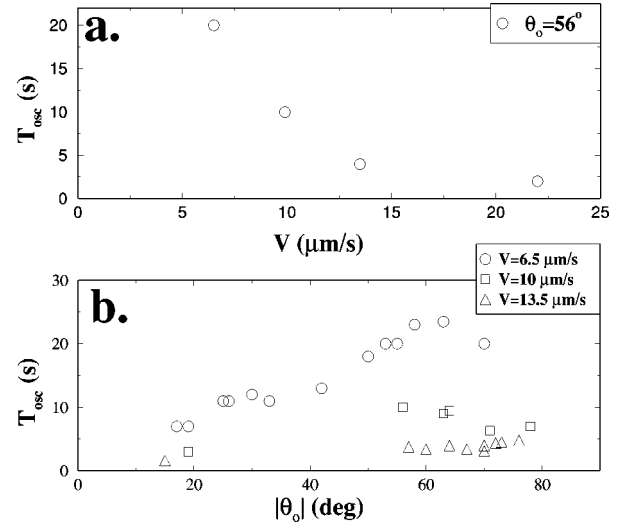 a.
θo=56o
20
15
10
5
0
Tosc (s)
0 5 10 15 20 25
V (μm/s)
V=6.5 μm/s
V=10 μm/s
V=13.5 μm/s
b.
30
20
10
0
Tosc (s)
0 20 40 60 80
|θo| (deg)